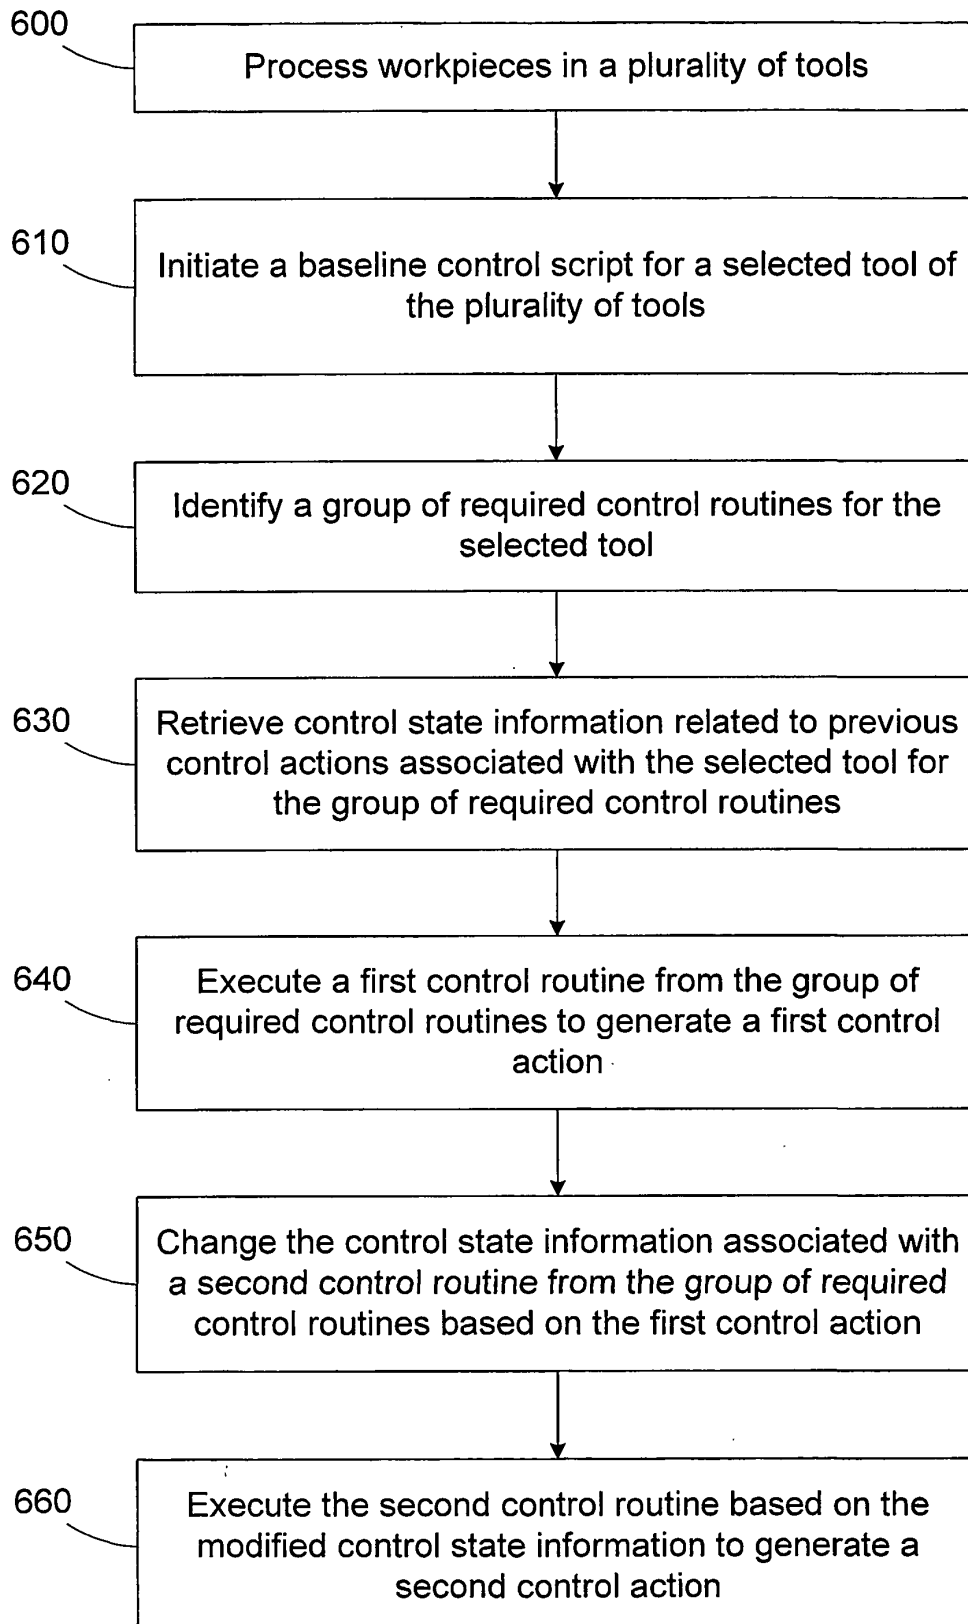 600
Process workpieces in a plurality of tools
610
Initiate a baseline control script for a selected tool of
the plurality of tools
620
Identify a group of required control routines for the
selected tool
630
Retrieve control state information related to previous
control actions associated with the selected tool for
the group of required control routines
640
Execute a first control routine from the group of
required control routines to generate a first control
action
650
Change the control state information associated with
a second control routine from the group of required
control routines based on the first control action
660
Execute the second control routine based on the
modified control state information to generate a
second control action